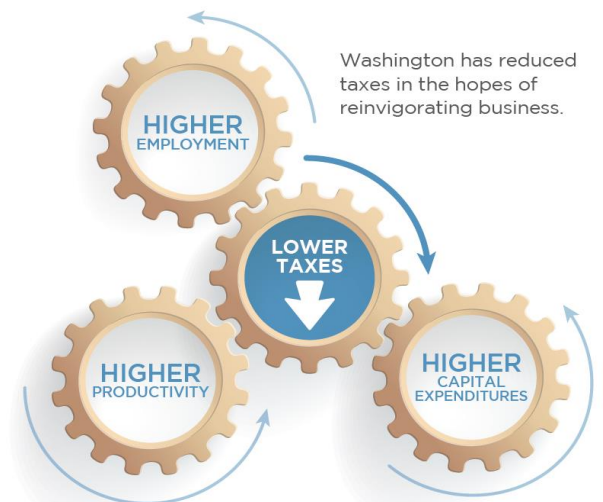 Washington has reduced
taxes in the hopes of
reinvigorating business.
HIGHER
EMPLOYMENT
LOWER
TAXES
HIGHER
PRODUCTIVITY
HIGHER
CAPITAL
EXPENDITURES